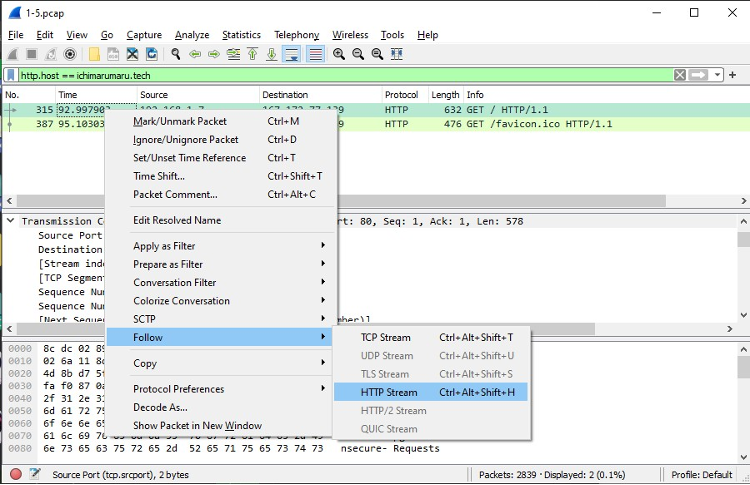 1-5.pcap
File Edit View Go Capture Analyze Statistics Telephony Wireless Tools Help
http.host == ichimarumaru.tech
No. Time Source Destination Protocol Length Info
315 92.997903 192.168.1.7 167.172.77.139 HTTP 632 GET / HTTP/1.1
387 95.10303 9 HTTP 476 GET /favicon.ico HTTP/1.1
Mark/Unmark Packet Ctrl+M
Ignore/Unignore Packet Ctrl+D
Set/Unset Time Reference Ctrl+T
Time Shift... Ctrl+Shift+T
Packet Comment... Ctrl+Alt+C
Edit Resolved Name
Apply as Filter
Prepare as Filter
Conversation Filter
Colorize Conversation
SCTP
Follow
Copy
Protocol Preferences
Decode As...
Show Packet in New Window
TCP Stream Ctrl+Alt+Shift+T
UDP Stream Ctrl+Alt+Shift+U
TLS Stream Ctrl+Alt+Shift+S
HTTP Stream Ctrl+Alt+Shift+H
HTTP/2 Stream
QUIC Stream
Transmission Co rt: 80, Seq: 1, Ack: 1, Len: 578
Source Port
Destination
[Stream inde
[TCP Segment
Sequence Num
[Next Sequen mber)]
0000 8c dc 02 89
0010 02 6a 11 8d
0020 4d 8b d7 5f
0030 fa f0 87 0a
0040 2f 31 2e 31
0050 6d 61 72 75
0060 6f 6e 6e 65
0070 61 6c 69 76
0080 6e 73 65 63 75 72 65 2d 52 65 71 75 65 73 74 73 nsecure- Requests
Source Port (tcp.srcport), 2 bytes
Packets: 2839 · Displayed: 2 (0.1%)
Profile: Default